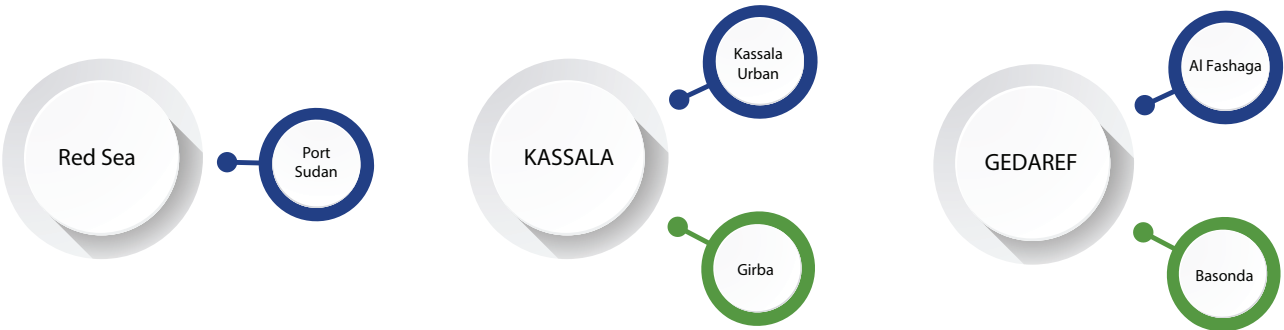 Red Sea
Port
Sudan
KASSALA
Kassala
Urban
Girba
GEDAREF
Al Fashaga
Basonda